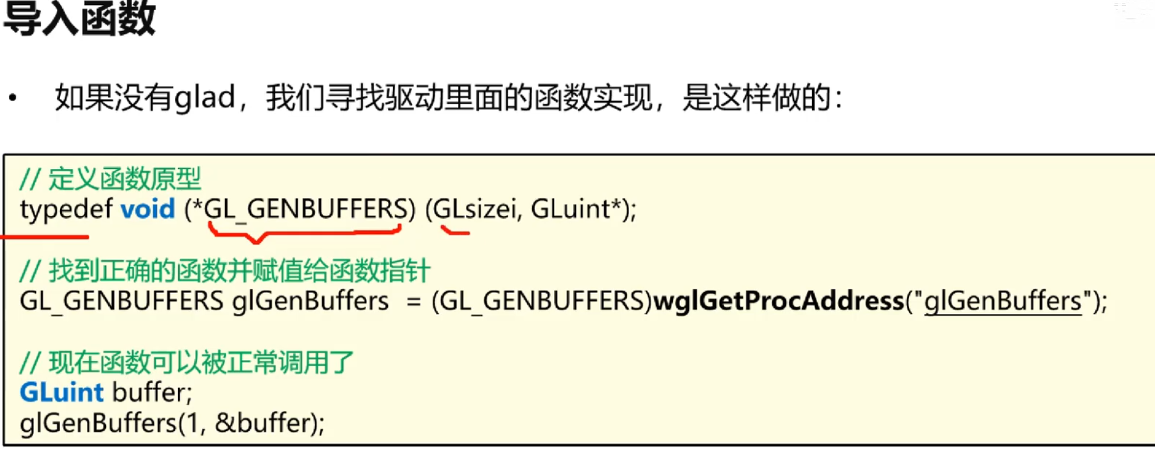 导入函数
• 如果没有glad，我们寻找驱动里面的函数实现，是这样做的：
// 定义函数原型
typedef void (*GL_GENBUFFERS) (GLsizei, GLuint*);
// 找到正确的函数并赋值给函数指针
GL_GENBUFFERS glGenBuffers = (GL_GENBUFFERS)wglGetProcAddress("glGenBuffers");
// 现在函数可以被正常调用了
GLuint buffer;
glGenBuffers(1, &buffer);